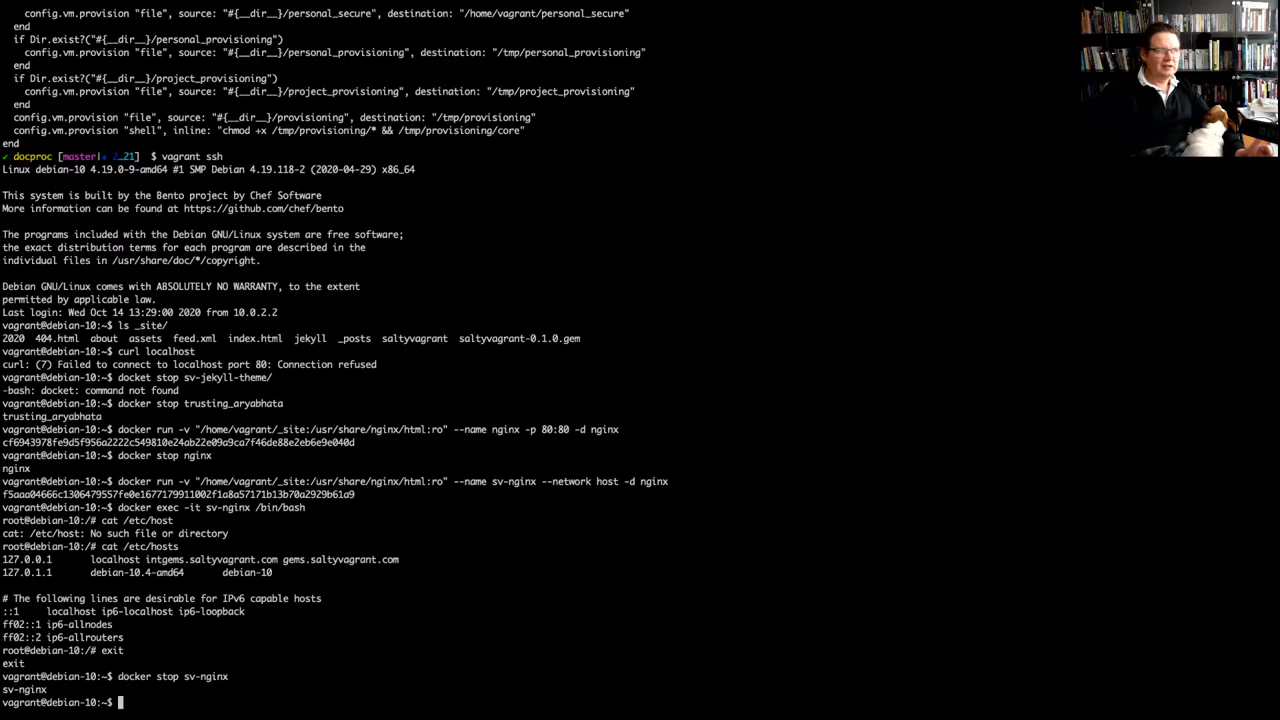 config.vm.provision "file", source: "#{__dir__}/personal_secure", destination: "/home/vagrant/personal_secure"
end
if Dir.exist?("#{__dir__}/personal_provisioning")
config.vm.provision "file", source: "#{__dir__}/personal_provisioning", destination: "/tmp/personal_provisioning"
end
if Dir.exist?("#{__dir__}/project_provisioning")
config.vm.provision "file", source: "#{__dir__}/project_provisioning", destination: "/tmp/project_provisioning"
end
config.vm.provision "file", source: "#{__dir__}/provisioning", destination: "/tmp/provisioning"
config.vm.provision "shell", inline: "chmod +x /tmp/provisioning/* && /tmp/provisioning/core"
end
✔ docproc [master|✚ 2…21] $ vagrant ssh
Linux debian-10 4.19.0-9-amd64 #1 SMP Debian 4.19.118-2 (2020-04-29) x86_64
This system is built by the Bento project by Chef Software
More information can be found at https://github.com/chef/bento
The programs included with the Debian GNU/Linux system are free software;
the exact distribution terms for each program are described in the
individual files in /usr/share/doc/*/copyright.
Debian GNU/Linux comes with ABSOLUTELY NO WARRANTY, to the extent
permitted by applicable law.
Last login: Wed Oct 14 13:29:00 2020 from 10.0.2.2
vagrant@debian-10:~$ ls _site/
2020 404.html about assets feed.xml index.html jekyll _posts saltyvagrant saltyvagrant-0.1.0.gem
vagrant@debian-10:~$ curl localhost
curl: (7) Failed to connect to localhost port 80: Connection refused
vagrant@debian-10:~$ docket stop sv-jekyll-theme/
-bash: docket: command not found
vagrant@debian-10:~$ docker stop trusting_aryabhata
trusting_aryabhata
vagrant@debian-10:~$ docker run -v "/home/vagrant/_site:/usr/share/nginx/html:ro" --name nginx -p 80:80 -d nginx
cf6943978fe9d5f956a2222c549810e24ab22e09a9ca7f46de88e2eb6e9e040d
vagrant@debian-10:~$ docker stop nginx
nginx
vagrant@debian-10:~$ docker run -v "/home/vagrant/_site:/usr/share/nginx/html:ro" --name sv-nginx --network host -d nginx
f5aaa04666c1306479557fe0e1677179911002f1a8a57171b13b70a2929b61a9
vagrant@debian-10:~$ docker exec -it sv-nginx /bin/bash
root@debian-10:/# cat /etc/host
cat: /etc/host: No such file or directory
root@debian-10:/# cat /etc/hosts
127.0.0.1 localhost intgems.saltyvagrant.com gems.saltyvagrant.com
127.0.1.1 debian-10.4-amd64 debian-10
# The following lines are desirable for IPv6 capable hosts
::1 localhost ip6-localhost ip6-loopback
ff02::1 ip6-allnodes
ff02::2 ip6-allrouters
root@debian-10:/# exit
exit
vagrant@debian-10:~$ docker stop sv-nginx
sv-nginx
vagrant@debian-10:~$